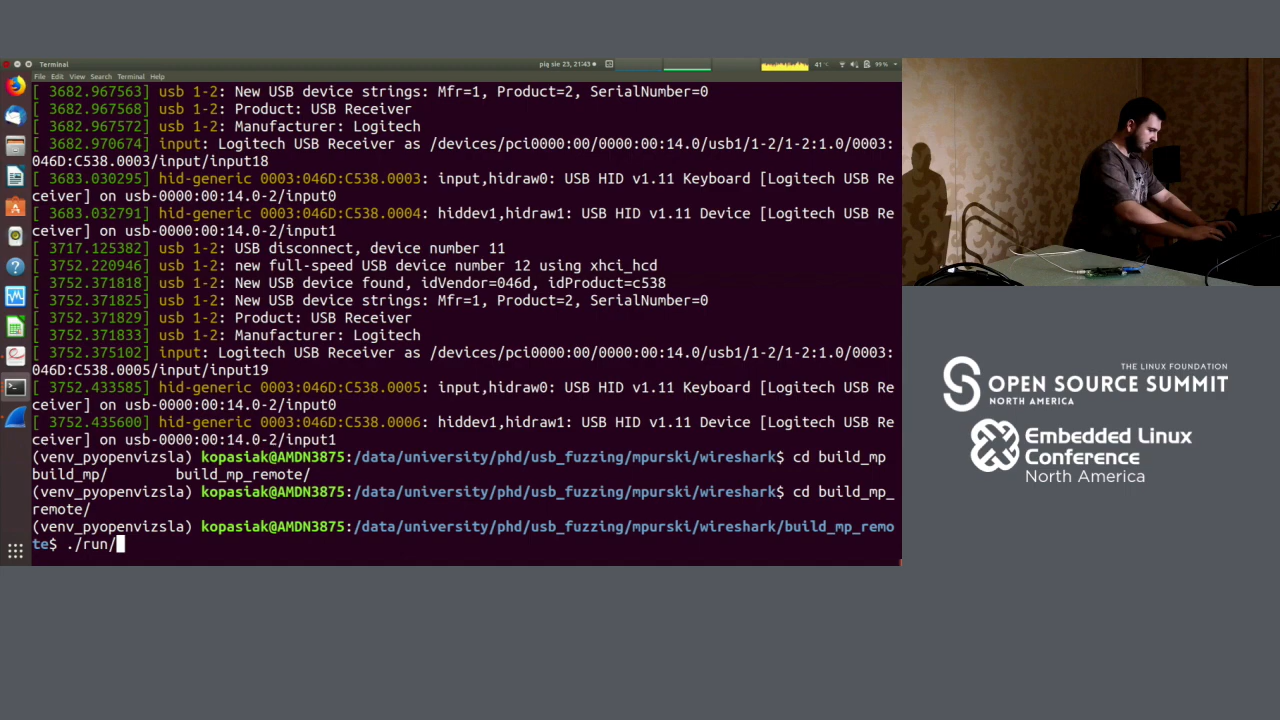 Terminal
pią sie 23, 21:43
41
99%
File Edit View Search Terminal Help
[ 3682.967563] usb 1-2: New USB device strings: Mfr=1, Product=2, SerialNumber=0
[ 3682.967568] usb 1-2: Product: USB Receiver
[ 3682.967572] usb 1-2: Manufacturer: Logitech
[ 3682.970674] input: Logitech USB Receiver as /devices/pci0000:00/0000:00:14.0/usb1/1-2/1-2:1.0/0003:
046D:C538.0003/input/input18
[ 3683.030295] hid-generic 0003:046D:C538.0003: input,hidraw0: USB HID v1.11 Keyboard [Logitech USB Re
ceiver] on usb-0000:00:14.0-2/input0
[ 3683.032791] hid-generic 0003:046D:C538.0004: hiddev1,hidraw1: USB HID v1.11 Device [Logitech USB Re
ceiver] on usb-0000:00:14.0-2/input1
[ 3717.125382] usb 1-2: USB disconnect, device number 11
[ 3752.220946] usb 1-2: new full-speed USB device number 12 using xhci_hcd
[ 3752.371818] usb 1-2: New USB device found, idVendor=046d, idProduct=c538
[ 3752.371825] usb 1-2: New USB device strings: Mfr=1, Product=2, SerialNumber=0
[ 3752.371829] usb 1-2: Product: USB Receiver
[ 3752.371833] usb 1-2: Manufacturer: Logitech
[ 3752.375102] input: Logitech USB Receiver as /devices/pci0000:00/0000:00:14.0/usb1/1-2/1-2:1.0/0003:
046D:C538.0005/input/input19
[ 3752.433585] hid-generic 0003:046D:C538.0005: input,hidraw0: USB HID v1.11 Keyboard [Logitech USB Re
ceiver] on usb-0000:00:14.0-2/input0
[ 3752.435600] hid-generic 0003:046D:C538.0006: hiddev1,hidraw1: USB HID v1.11 Device [Logitech USB Re
ceiver] on usb-0000:00:14.0-2/input1
(venv_pyopenvizsla) kopasiak@AMDN3875:/data/university/phd/usb_fuzzing/mpurski/wireshark$ cd build_mp
build_mp/ build_mp_remote/
(venv_pyopenvizsla) kopasiak@AMDN3875:/data/university/phd/usb_fuzzing/mpurski/wireshark$ cd build_mp_
remote/
(venv_pyopenvizsla) kopasiak@AMDN3875:/data/university/phd/usb_fuzzing/mpurski/wireshark/build_mp_remo
te$ ./run/
THE LINUX FOUNDATION
OPEN SOURCE SUMMIT
NORTH AMERICA
Embedded Linux
Conference
North America